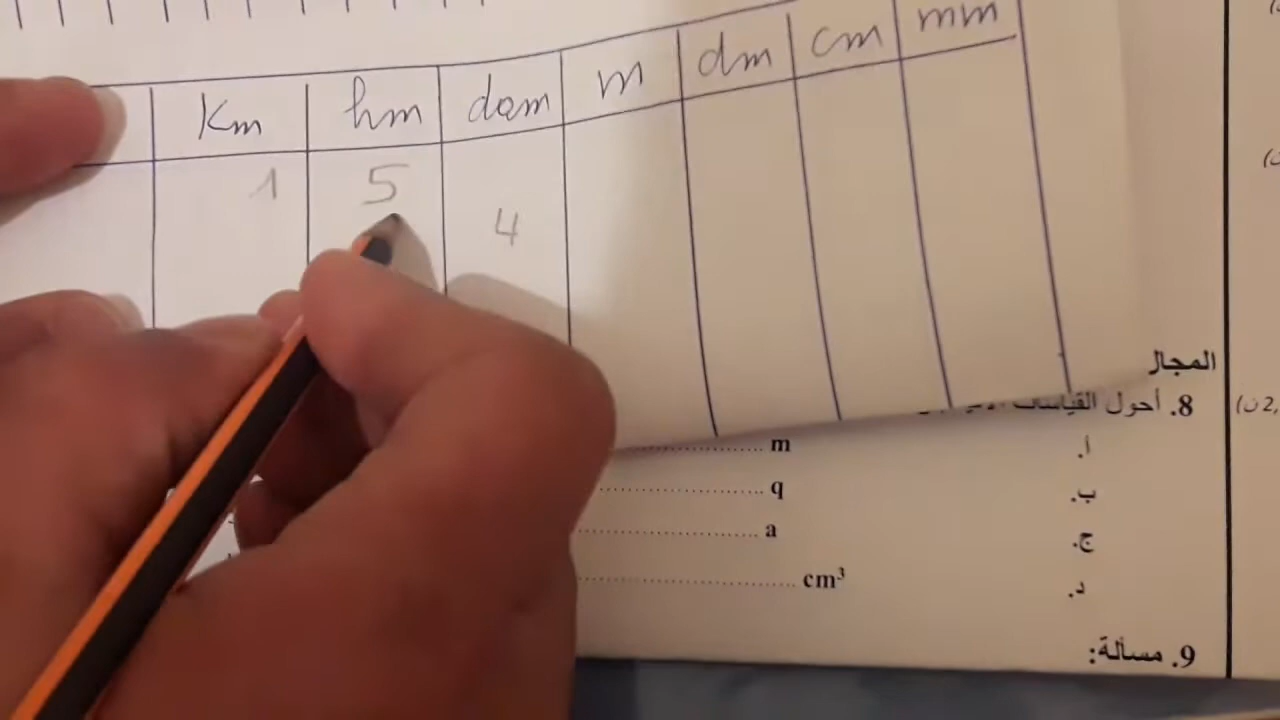 Km hm dam m dm cm mm
1 5
4
المجال
8. أحول القياسات
أ. m
ب. q
ج. a
د. cm³
9. مسألة: